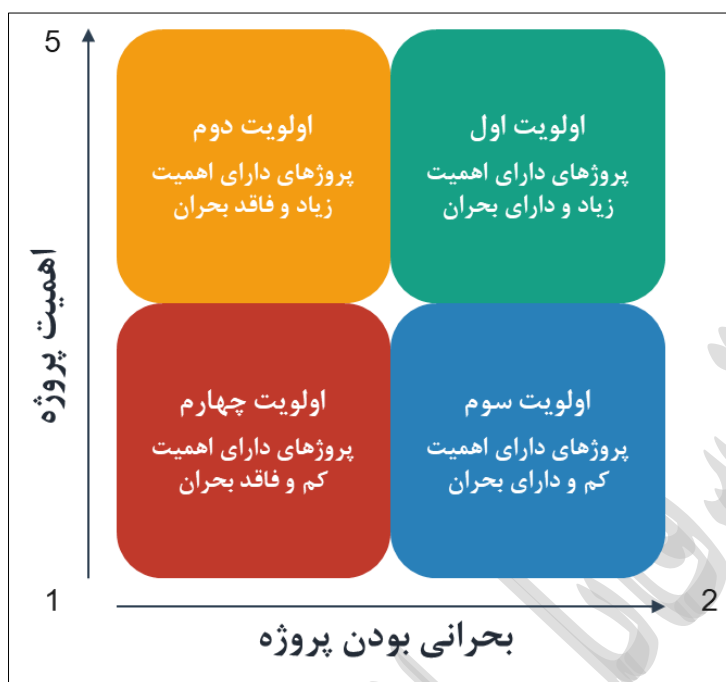 5
اولویت اول
پروژهای دارای اهمیت
زیاد و دارای بحران
اولویت دوم
پروژهای دارای اهمیت
زیاد و فاقد بحران
اهمیت پروژه
اولویت سوم
پروژهای دارای اهمیت
کم و دارای بحران
اولویت چهارم
پروژهای دارای اهمیت
کم و فاقد بحران
1
2
بحرانی بودن پروژه